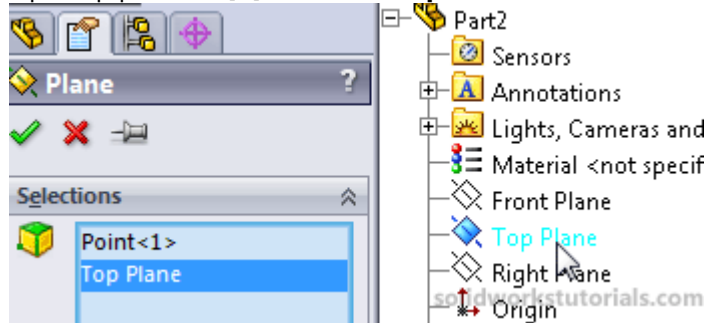 Plane
?
Selections
Point<1>
Top Plane
Part2
Sensors
A Annotations
Lights, Cameras and
Material <not specif
Front Plane
Top Plane
Right Plane
solidworkstutorials.com
Origin